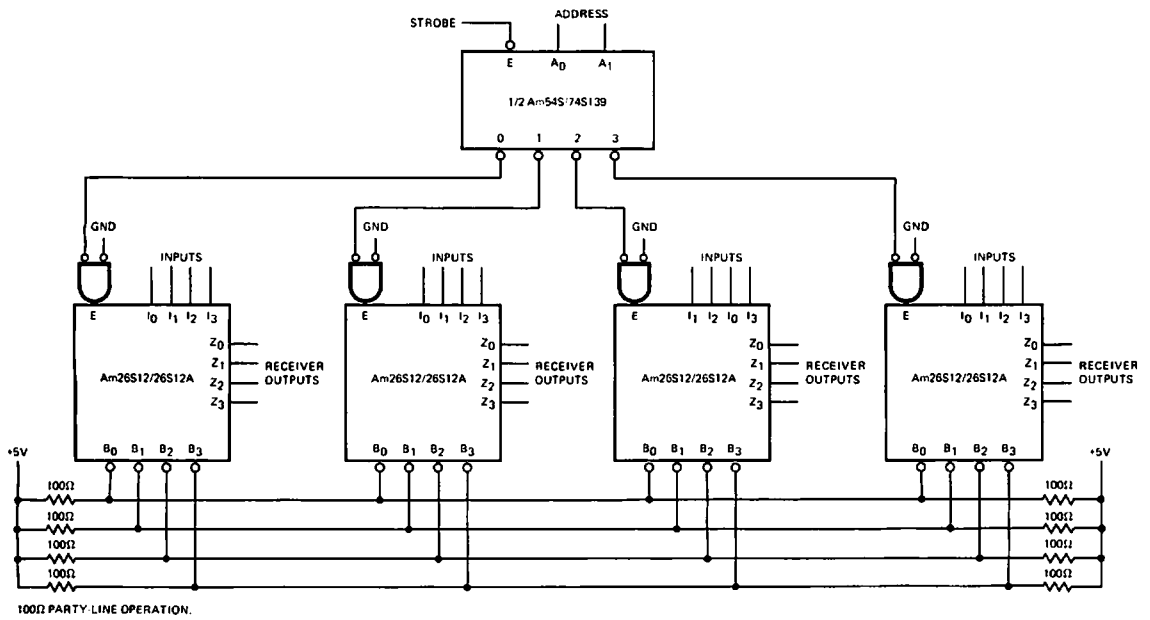 STROBE
ADDRESS
E A0 A1
1/2 Am54S/74S139
0 1 2 3
GND GND GND GND
INPUTS INPUTS INPUTS INPUTS
E I0 I1 I2 I3 E I0 I1 I2 I3 E I1 I2 I0 I3 E I0 I1 I2 I3
Z0 Z0 Z0 Z0
Z1 RECEIVER Z1 RECEIVER Z1 RECEIVER Z1 RECEIVER
Am26S12/26S12A Z2 OUTPUTS Am26S12/26S12A Z2 OUTPUTS Am26S12/26S12A Z2 OUTPUTS Am26S12/26S12A Z2 OUTPUTS
Z3 Z3 Z3 Z3
+5V B0 B1 B2 B3 B0 B1 B2 B3 B0 B1 B2 B3 B0 B1 B2 B3 +5V
100Ω 100Ω
100Ω 100Ω
100Ω 100Ω
100Ω 100Ω
100Ω PARTY-LINE OPERATION.